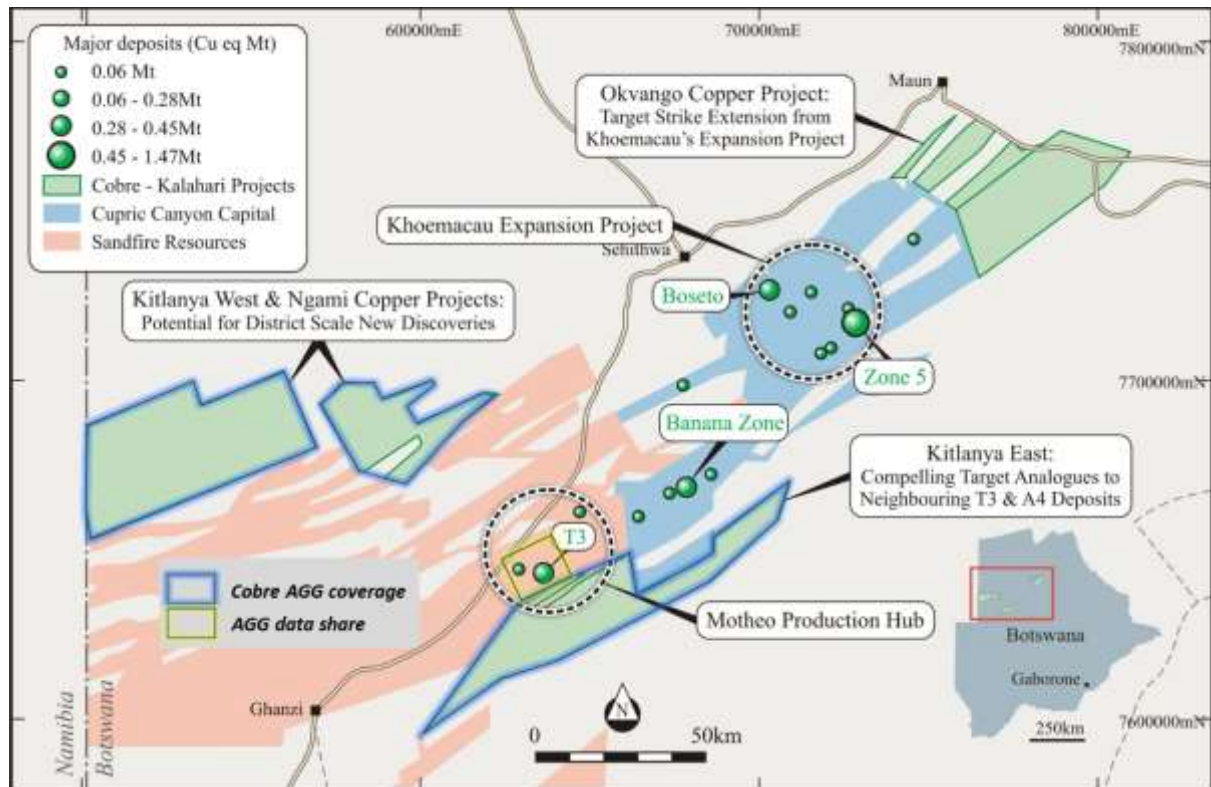 600000mE
700000mE
800000mE
7800000mN
Major deposits (Cu eq Mt)
0.06 Mt
0.06 - 0.28Mt
0.28 - 0.45Mt
0.45 - 1.47Mt
Cobre - Kalahari Projects
Cupric Canyon Capital
Sandfire Resources
Maun
Okvango Copper Project:
Target Strike Extension from
Khoemacau's Expansion Project
Khoemacau Expansion Project
Sehithwa
Boseto
Kitlanya West & Ngami Copper Projects:
Potential for District Scale New Discoveries
Zone 5
7700000mN
Banana Zone
Kitlanya East:
Compelling Target Analogues to
Neighbouring T3 & A4 Deposits
T3
Cobre AGG coverage
AGG data share
Motheo Production Hub
Botswana
Gaborone
250km
Ghanzi
N
0
50km
7600000mN
Namibia
Botswana